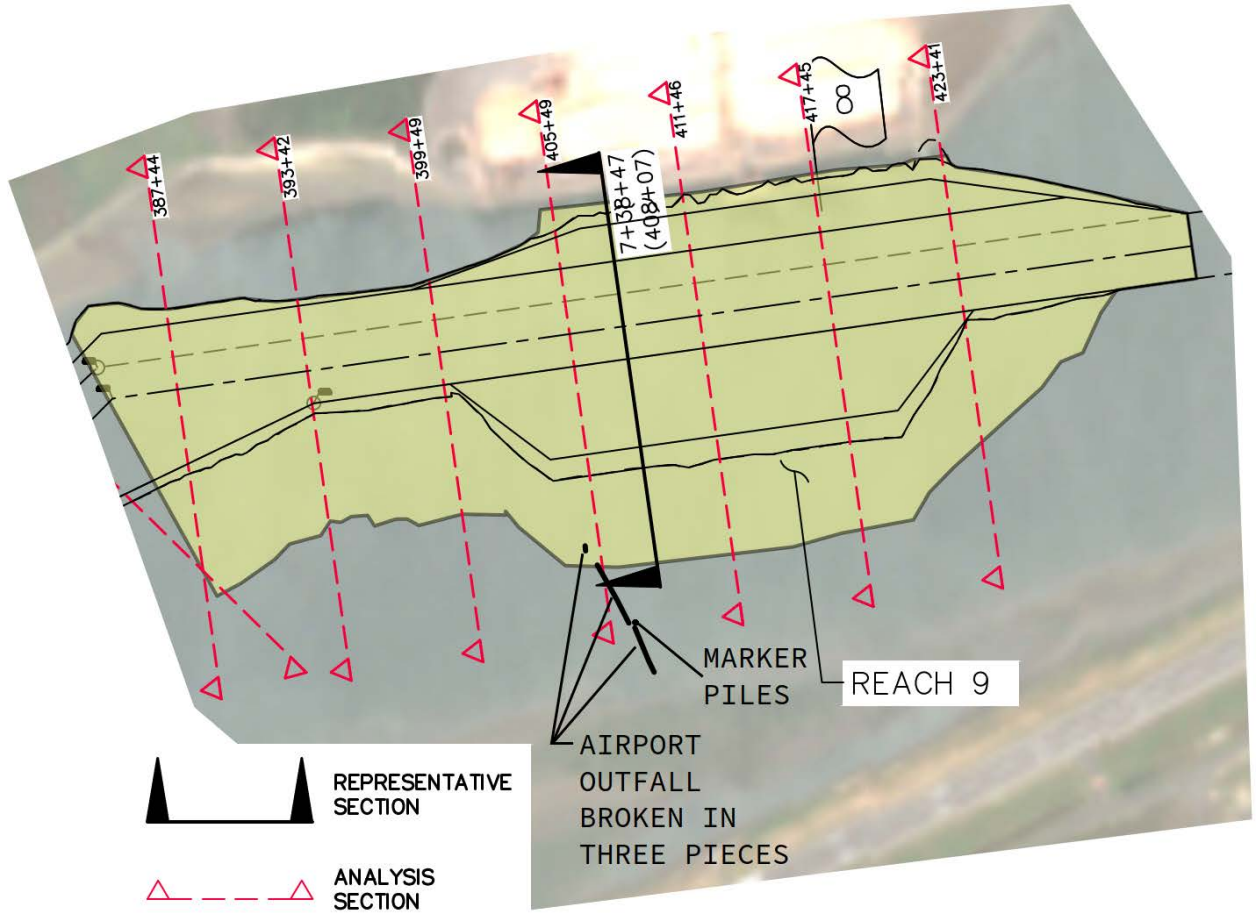 387+44
393+42
399+49
405+49
411+46
417+45
423+41
8
7+38+47
(408+07)
MARKER
PILES
REACH 9
AIRPORT
OUTFALL
BROKEN IN
THREE PIECES
REPRESENTATIVE
SECTION
ANALYSIS
SECTION